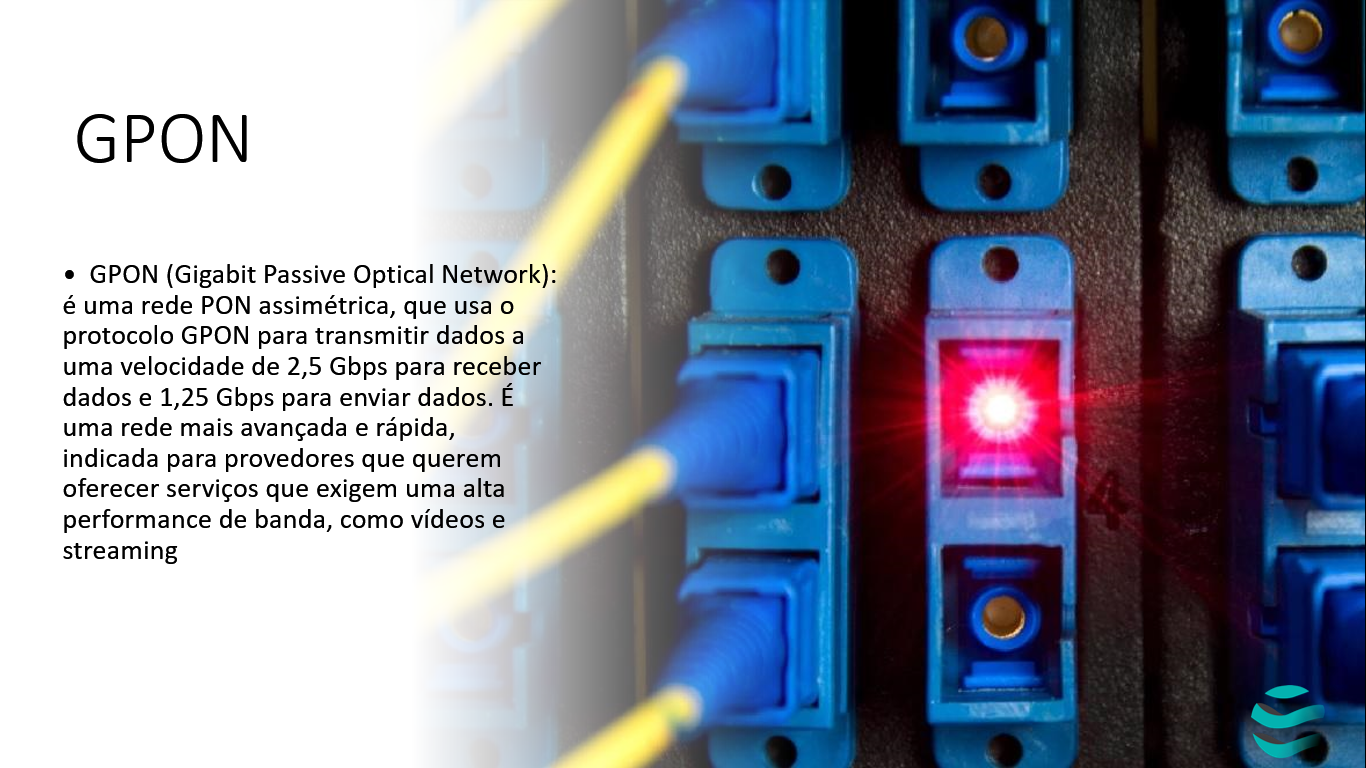 GPON
• GPON (Gigabit Passive Optical Network):
é uma rede PON assimétrica, que usa o
protocolo GPON para transmitir dados a
uma velocidade de 2,5 Gbps para receber
dados e 1,25 Gbps para enviar dados. É
uma rede mais avançada e rápida,
indicada para provedores que querem
oferecer serviços que exigem uma alta
performance de banda, como vídeos e
streaming
4